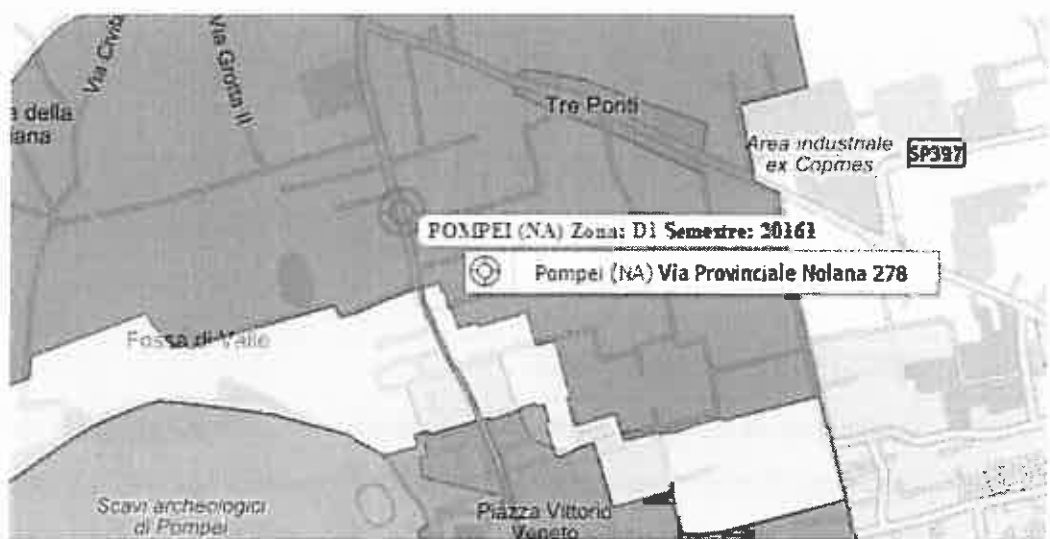 Via Civita
Via Grotta II
a della
iana
Tre Ponti
Area industriale
ex Copmes
SP397
POMPEI (NA) Zona: D1 Semestre: 20161
Pompei (NA) Via Provinciale Nolana 278
Fossa di Valle
Scavi archeologici
di Pompei
Piazza Vittorio
Veneto